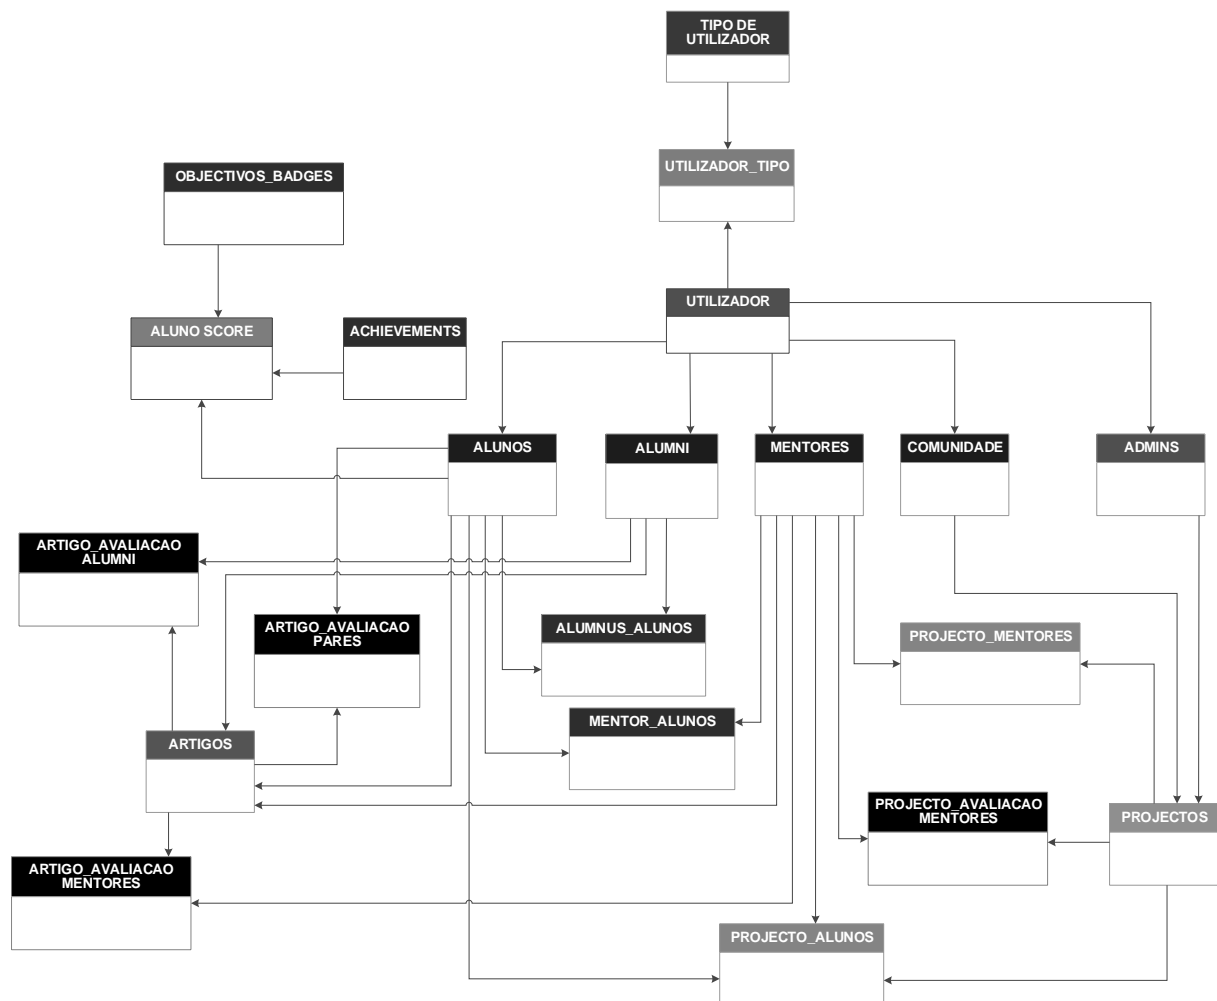 TIPO DE
UTILIZADOR
UTILIZADOR_TIPO
OBJECTIVOS_BADGES
UTILIZADOR
ALUNO SCORE
ACHIEVEMENTS
ALUNOS
ALUMNI
MENTORES
COMUNIDADE
ADMINS
ARTIGO_AVALIACAO
ALUMNI
ARTIGO_AVALIACAO
PARES
ALUMNUS_ALUNOS
PROJECTO_MENTORES
MENTOR_ALUNOS
ARTIGOS
PROJECTO_AVALIACAO
MENTORES
PROJECTOS
ARTIGO_AVALIACAO
MENTORES
PROJECTO_ALUNOS